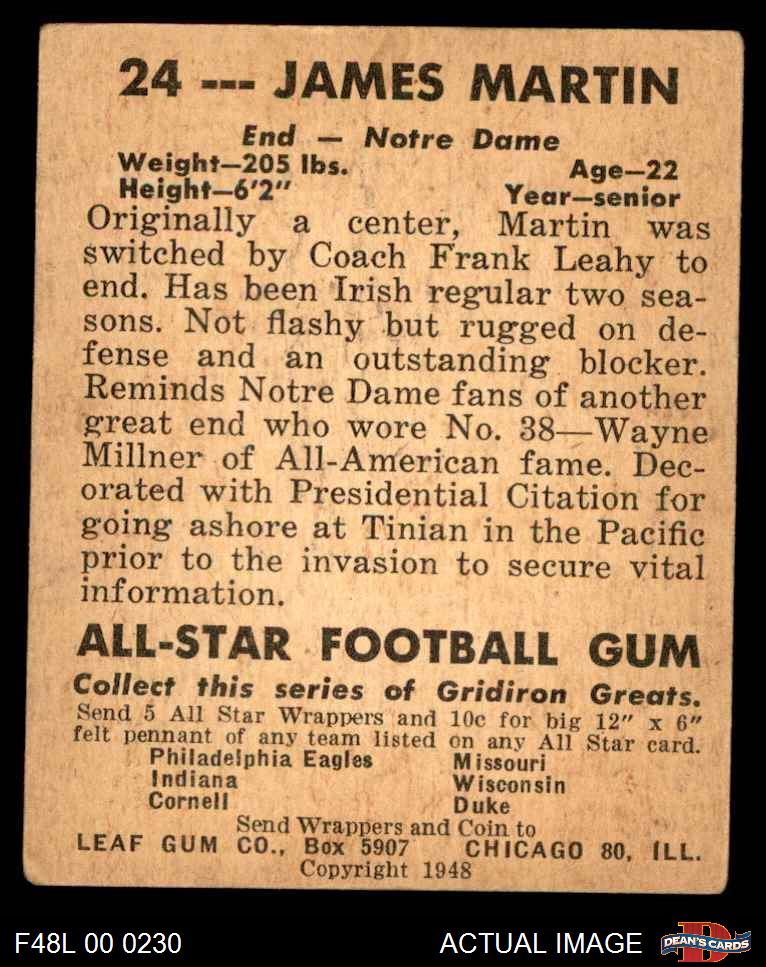 24 --- JAMES MARTIN
End — Notre Dame
Weight—205 lbs. Age—22
Height—6'2" Year—senior
Originally a center, Martin was
switched by Coach Frank Leahy to
end. Has been Irish regular two sea-
sons. Not flashy but rugged on de-
fense and an outstanding blocker.
Reminds Notre Dame fans of another
great end who wore No. 38—Wayne
Millner of All-American fame. Dec-
orated with Presidential Citation for
going ashore at Tinian in the Pacific
prior to the invasion to secure vital
information.
ALL-STAR FOOTBALL GUM
Collect this series of Gridiron Greats.
Send 5 All Star Wrappers and 10c for big 12" x 6"
felt pennant of any team listed on any All Star card.
Philadelphia Eagles Missouri
Indiana Wisconsin
Cornell Duke
Send Wrappers and Coin to
LEAF GUM CO., Box 5907 CHICAGO 80, ILL.
Copyright 1948
F48L 00 0230 ACTUAL IMAGE D DEAN'S CARDS